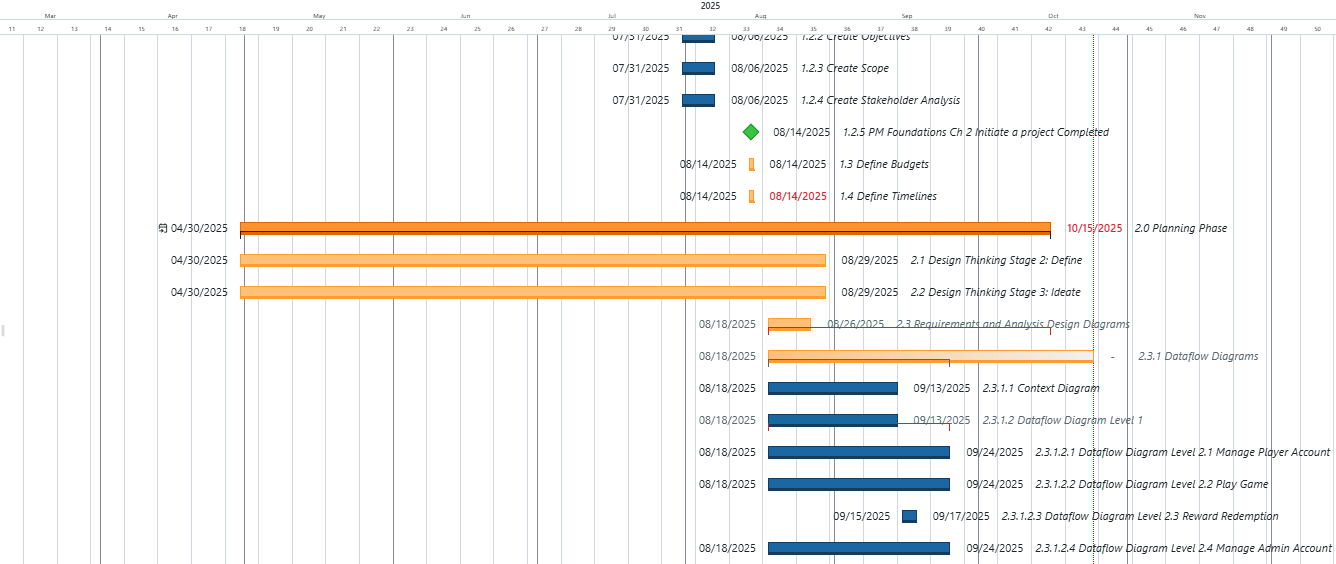 2025
Mar Apr May Jun Jul Aug Sep Oct Nov
11 12 13 14 15 16 17 18 19 20 21 22 23 24 25 26 27 28 29 30 31 32 33 34 35 36 37 38 39 40 41 42 43 44 45 46 47 48 49 50
07/31/2025 08/06/2025 1.2.2 Create Objectives
07/31/2025 08/06/2025 1.2.3 Create Scope
07/31/2025 08/06/2025 1.2.4 Create Stakeholder Analysis
08/14/2025 1.2.5 PM Foundations Ch 2 Initiate a project Completed
08/14/2025 08/14/2025 1.3 Define Budgets
08/14/2025 08/14/2025 1.4 Define Timelines
04/30/2025 10/15/2025 2.0 Planning Phase
04/30/2025 08/29/2025 2.1 Design Thinking Stage 2: Define
04/30/2025 08/29/2025 2.2 Design Thinking Stage 3: Ideate
08/18/2025 08/26/2025 2.3 Requirements and Analysis Design Diagrams
08/18/2025 - 2.3.1 Dataflow Diagrams
08/18/2025 09/13/2025 2.3.1.1 Context Diagram
08/18/2025 09/13/2025 2.3.1.2 Dataflow Diagram Level 1
08/18/2025 09/24/2025 2.3.1.2.1 Dataflow Diagram Level 2.1 Manage Player Account
08/18/2025 09/24/2025 2.3.1.2.2 Dataflow Diagram Level 2.2 Play Game
09/15/2025 09/17/2025 2.3.1.2.3 Dataflow Diagram Level 2.3 Reward Redemption
08/18/2025 09/24/2025 2.3.1.2.4 Dataflow Diagram Level 2.4 Manage Admin Account